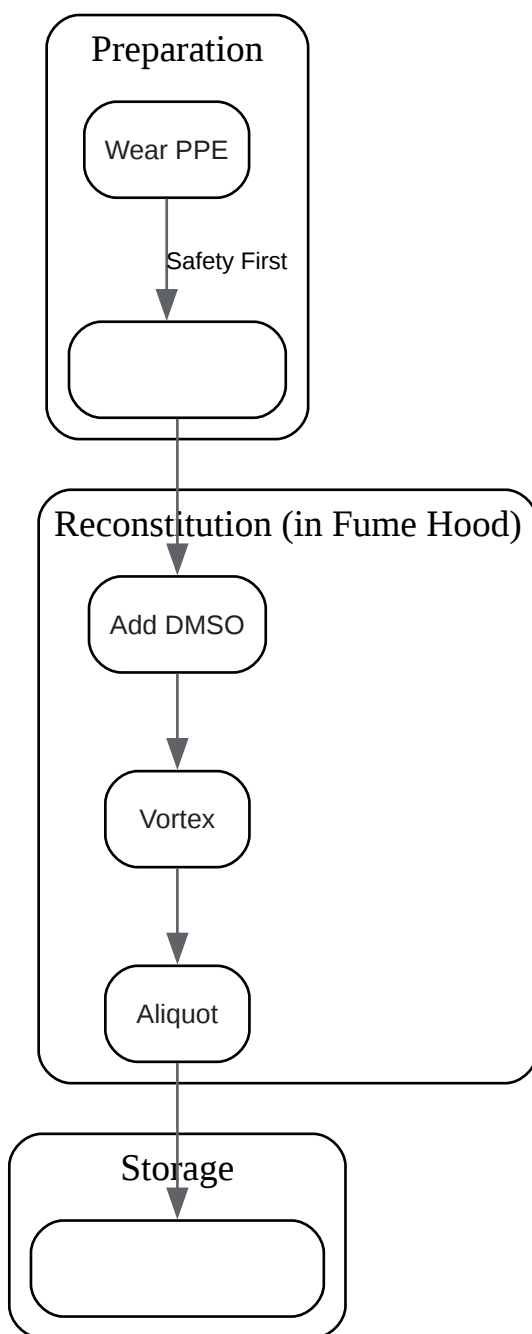 Preparation
Wear PPE
Safety First
Reconstitution (in Fume Hood)
Add DMSO
Vortex
Aliquot
Storage